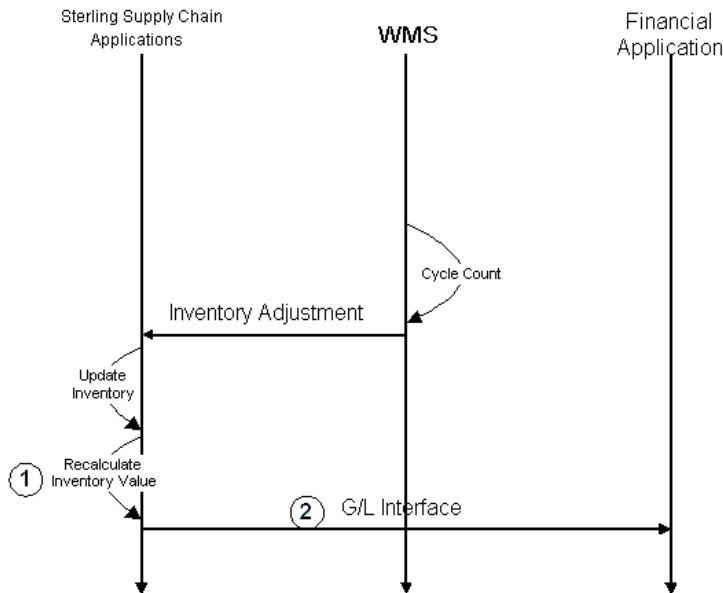 Sterling Supply Chain
Applications
WMS
Financial
Application
Cycle Count
Inventory Adjustment
Update
Inventory
1
Recalculate
Inventory Value
2
G/L Interface